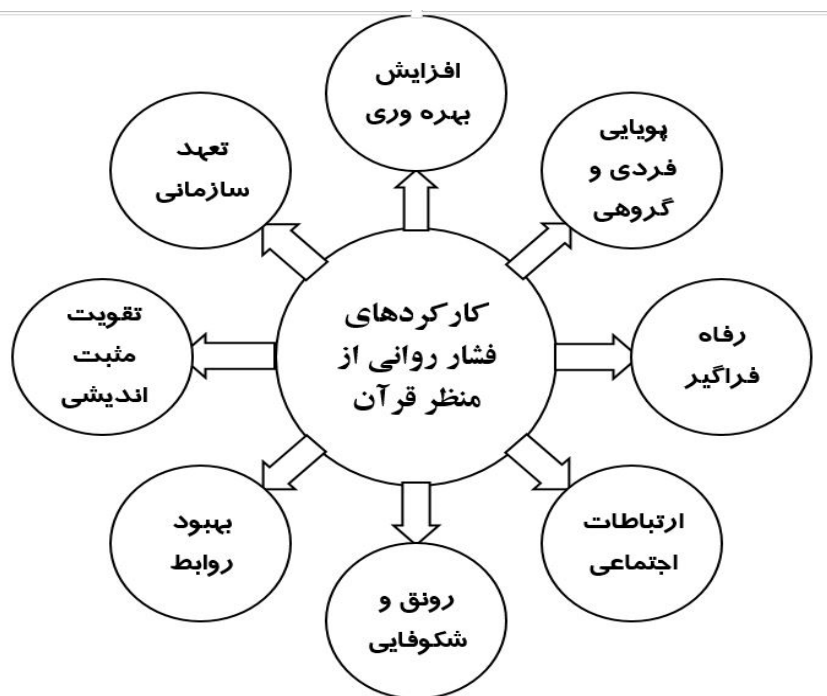 افزایش
بهره وری
پویایی
فردی و
گروهی
رفاه
فراگیر
ارتباطات
اجتماعی
رونق و
شکوفایی
بهبود
روابط
تقویت
مثبت
اندیشی
تعهد
سازمانی
کارکردهای
فشار روانی از
منظر قرآن